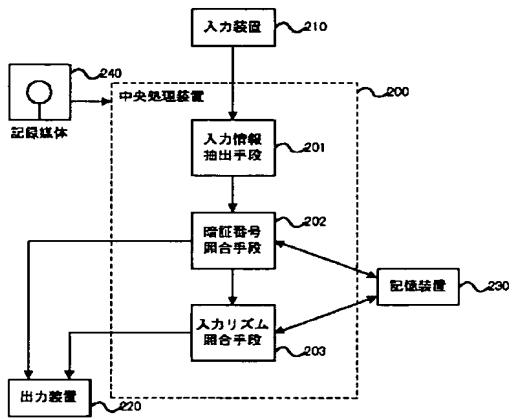 入力装置
210
240
記録媒体
中央処理装置
200
入力情報
抽出手段
201
202
暗証番号
照合手段
記憶装置
230
入力リズム
照合手段
203
出力装置
220